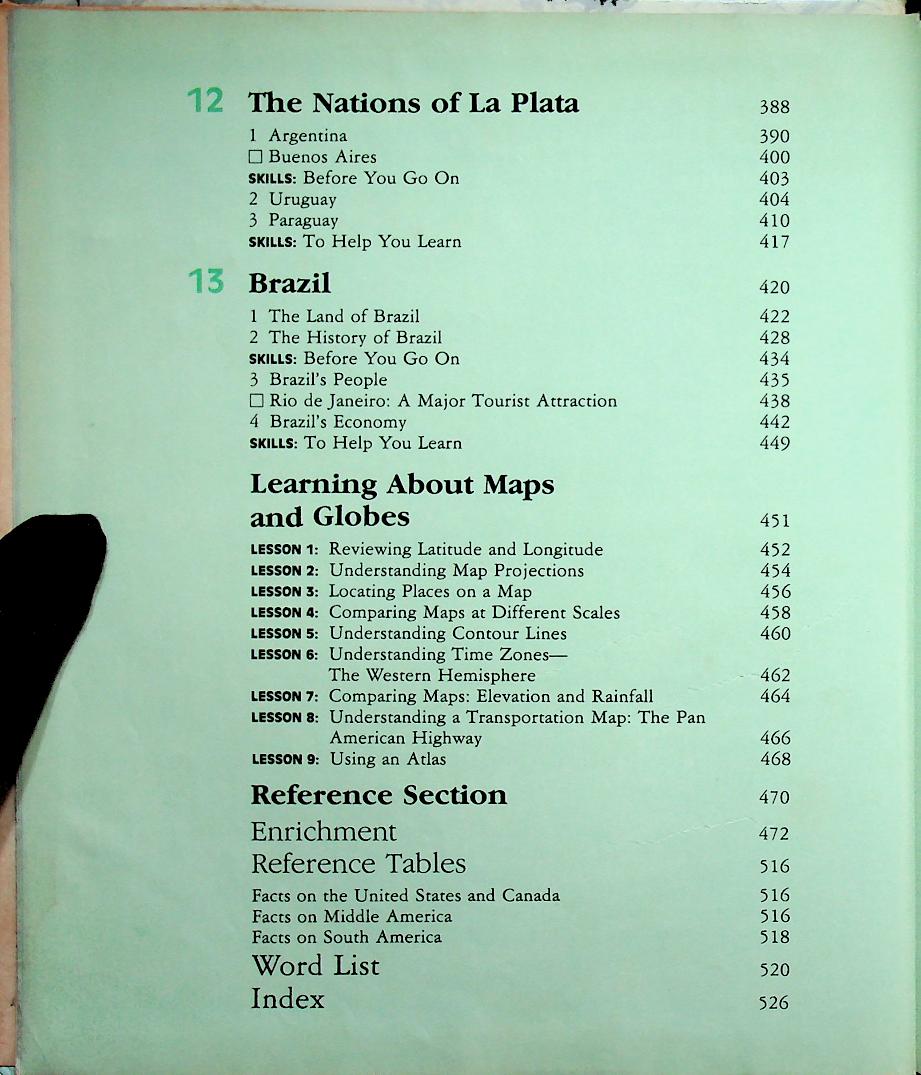 12 The Nations of La Plata 388
1 Argentina 390
□ Buenos Aires 400
SKILLS: Before You Go On 403
2 Uruguay 404
3 Paraguay 410
SKILLS: To Help You Learn 417
13 Brazil 420
1 The Land of Brazil 422
2 The History of Brazil 428
SKILLS: Before You Go On 434
3 Brazil's People 435
□ Rio de Janeiro: A Major Tourist Attraction 438
4 Brazil's Economy 442
SKILLS: To Help You Learn 449
Learning About Maps
and Globes 451
LESSON 1: Reviewing Latitude and Longitude 452
LESSON 2: Understanding Map Projections 454
LESSON 3: Locating Places on a Map 456
LESSON 4: Comparing Maps at Different Scales 458
LESSON 5: Understanding Contour Lines 460
LESSON 6: Understanding Time Zones—
The Western Hemisphere 462
LESSON 7: Comparing Maps: Elevation and Rainfall 464
LESSON 8: Understanding a Transportation Map: The Pan
American Highway 466
LESSON 9: Using an Atlas 468
Reference Section 470
Enrichment 472
Reference Tables 516
Facts on the United States and Canada 516
Facts on Middle America 516
Facts on South America 518
Word List 520
Index 526